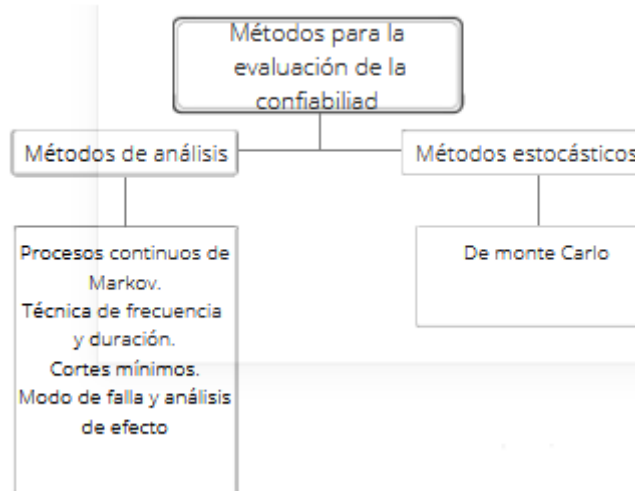 Métodos para la
evaluación de la
confiabiliad
Métodos de análisis
Métodos estocásticos
Procesos continuos de
Markov.
Técnica de frecuencia
y duración.
Cortes mínimos.
Modo de falla y análisis
de efecto
De monte Carlo